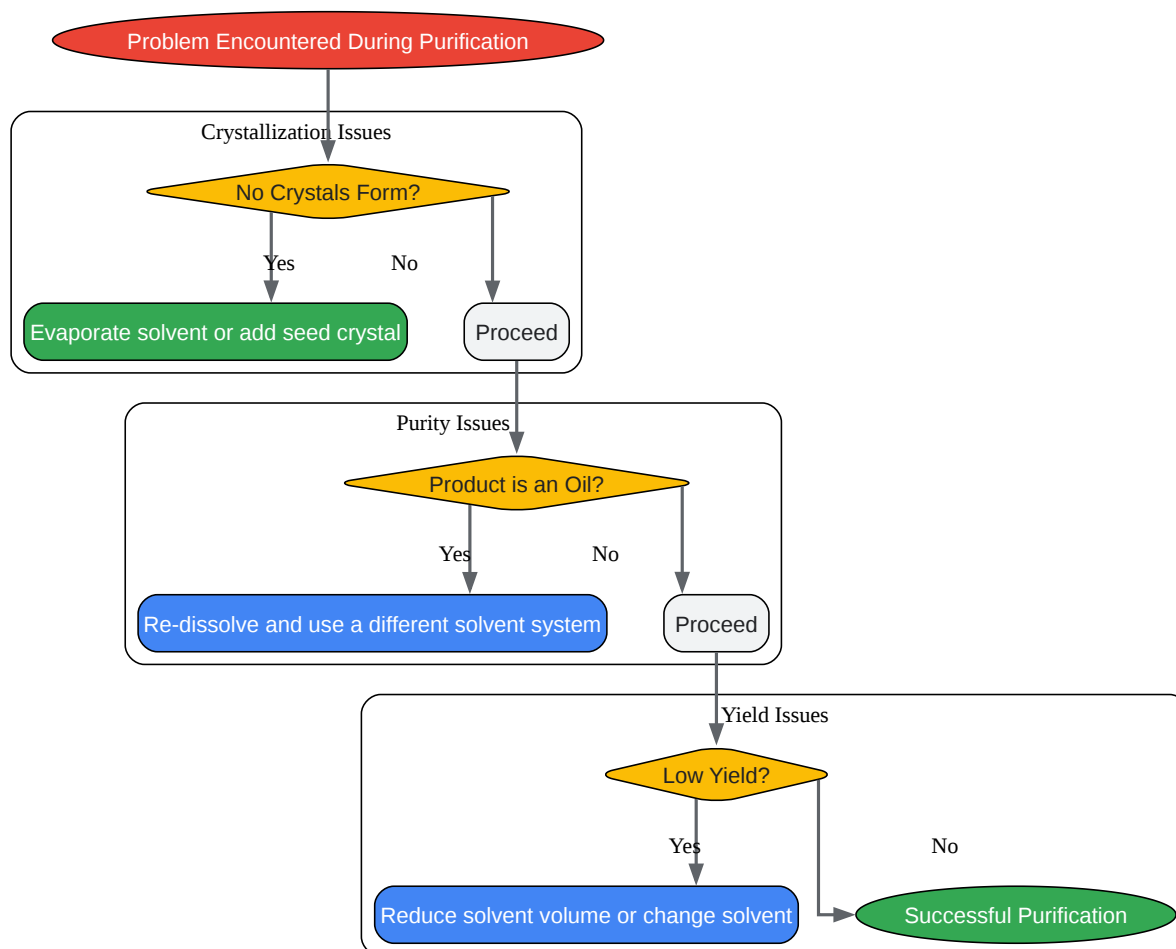 Problem Encountered During Purification
Crystallization Issues
No Crystals Form?
Yes
No
Evaporate solvent or add seed crystal
Proceed
Purity Issues
Product is an Oil?
Yes
No
Re-dissolve and use a different solvent system
Proceed
Yield Issues
Low Yield?
Yes
No
Reduce solvent volume or change solvent
Successful Purification